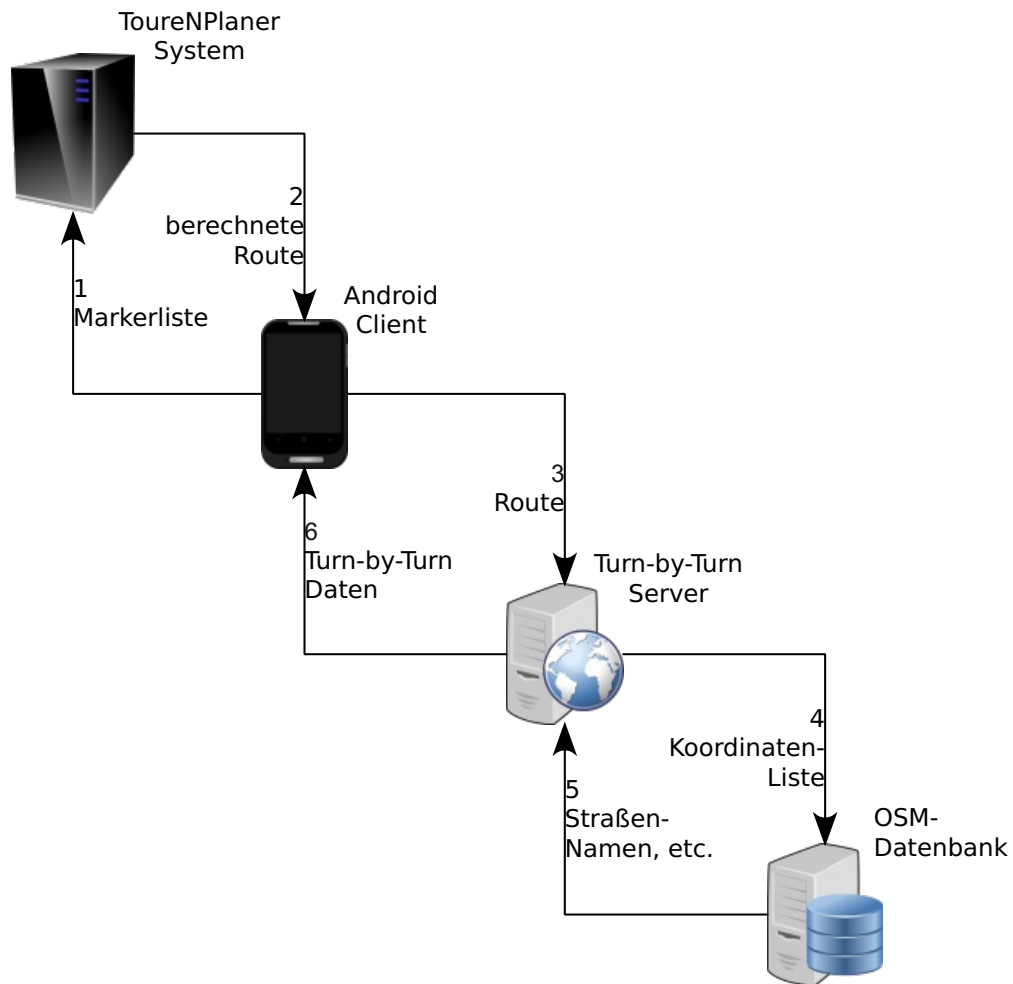 ToureNPlaner
System
2
berechnete
Route
1
Markerliste
Android
Client
3
Route
6
Turn-by-Turn
Daten
Turn-by-Turn
Server
4
Koordinaten-
Liste
5
Straßen-
Namen, etc.
OSM-
Datenbank